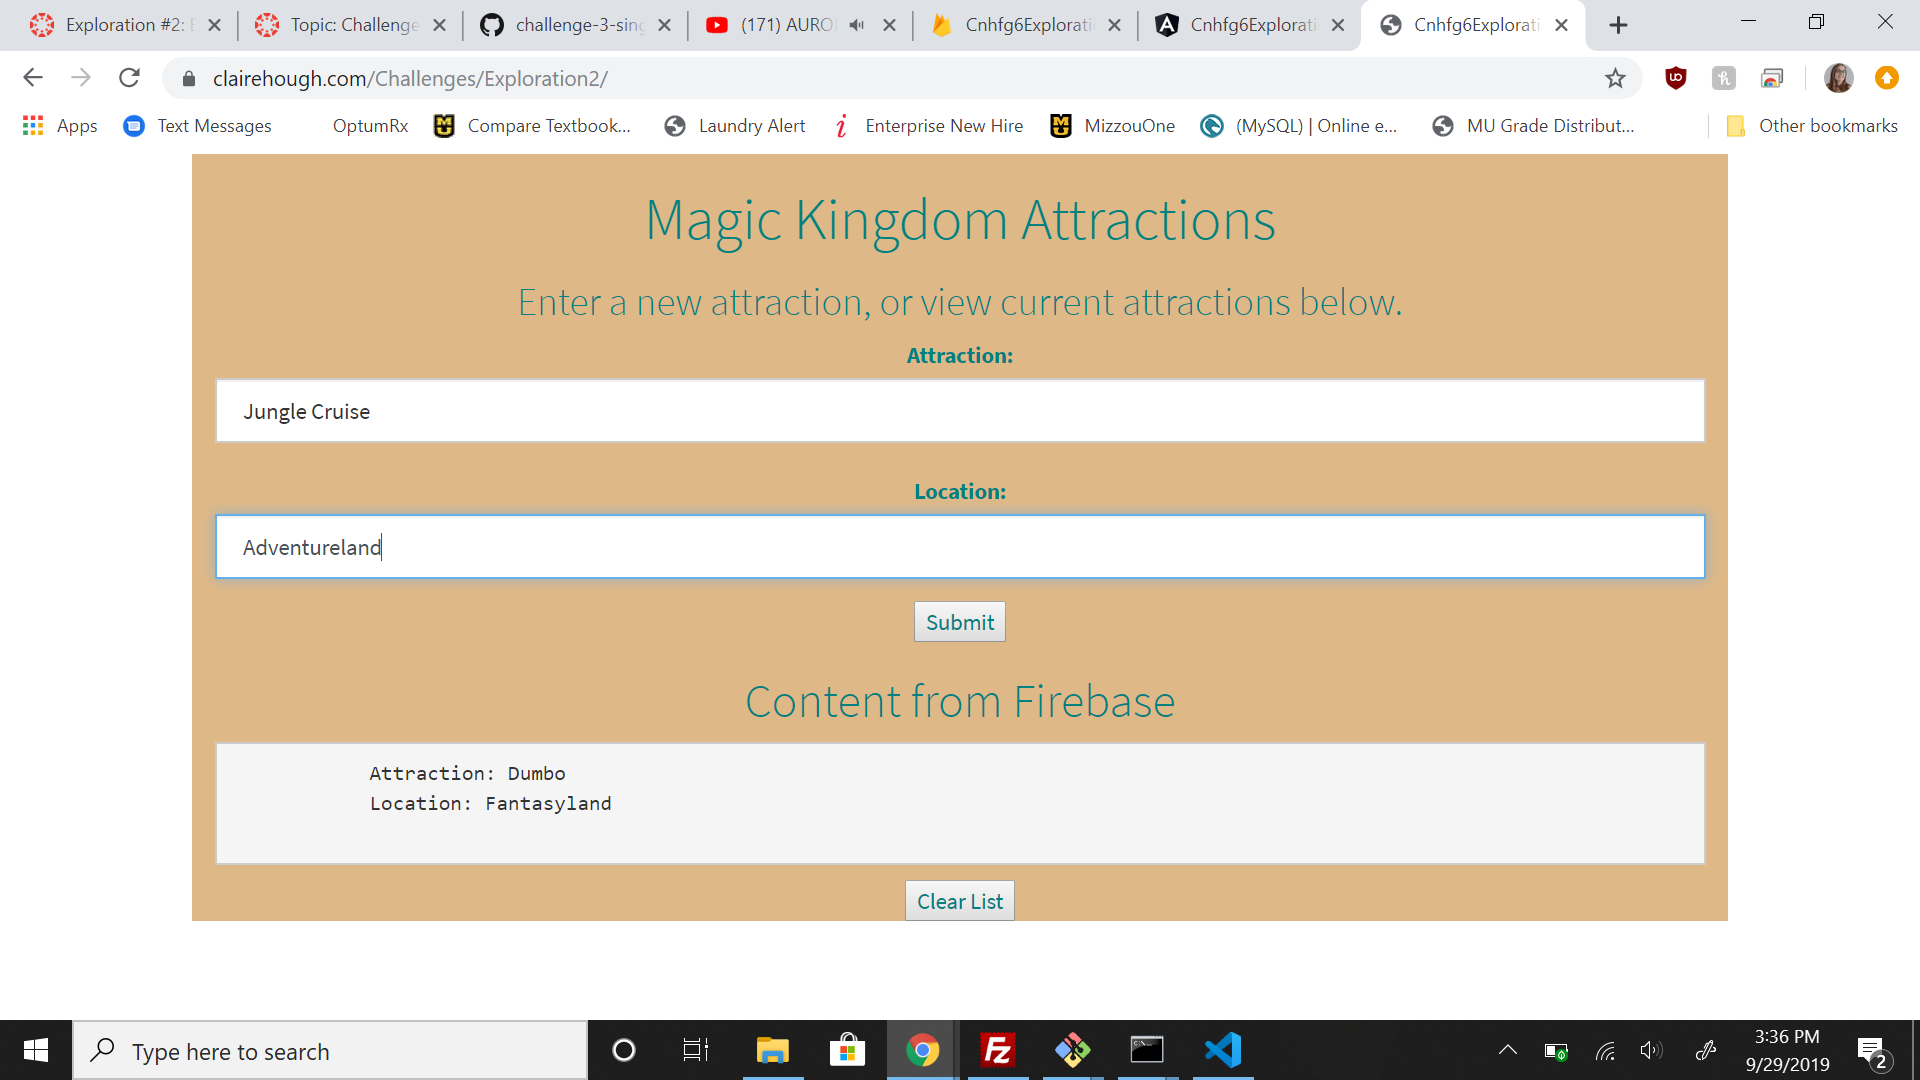 Exploration #2: E
Topic: Challenge
challenge-3-sing
(171) AURO
Cnhfg6Explorati
Cnhfg6Explorati
Cnhfg6Explorati
clairehough.com/Challenges/Exploration2/
Apps
Text Messages
OptumRx
Compare Textbook...
Laundry Alert
Enterprise New Hire
MizzouOne
(MySQL) | Online e...
MU Grade Distribut...
Other bookmarks
Magic Kingdom Attractions
Enter a new attraction, or view current attractions below.
Attraction:
Jungle Cruise
Location:
Adventureland
Submit
Content from Firebase
Attraction: Dumbo
Location: Fantasyland
Clear List
Type here to search
3:36 PM
9/29/2019
2